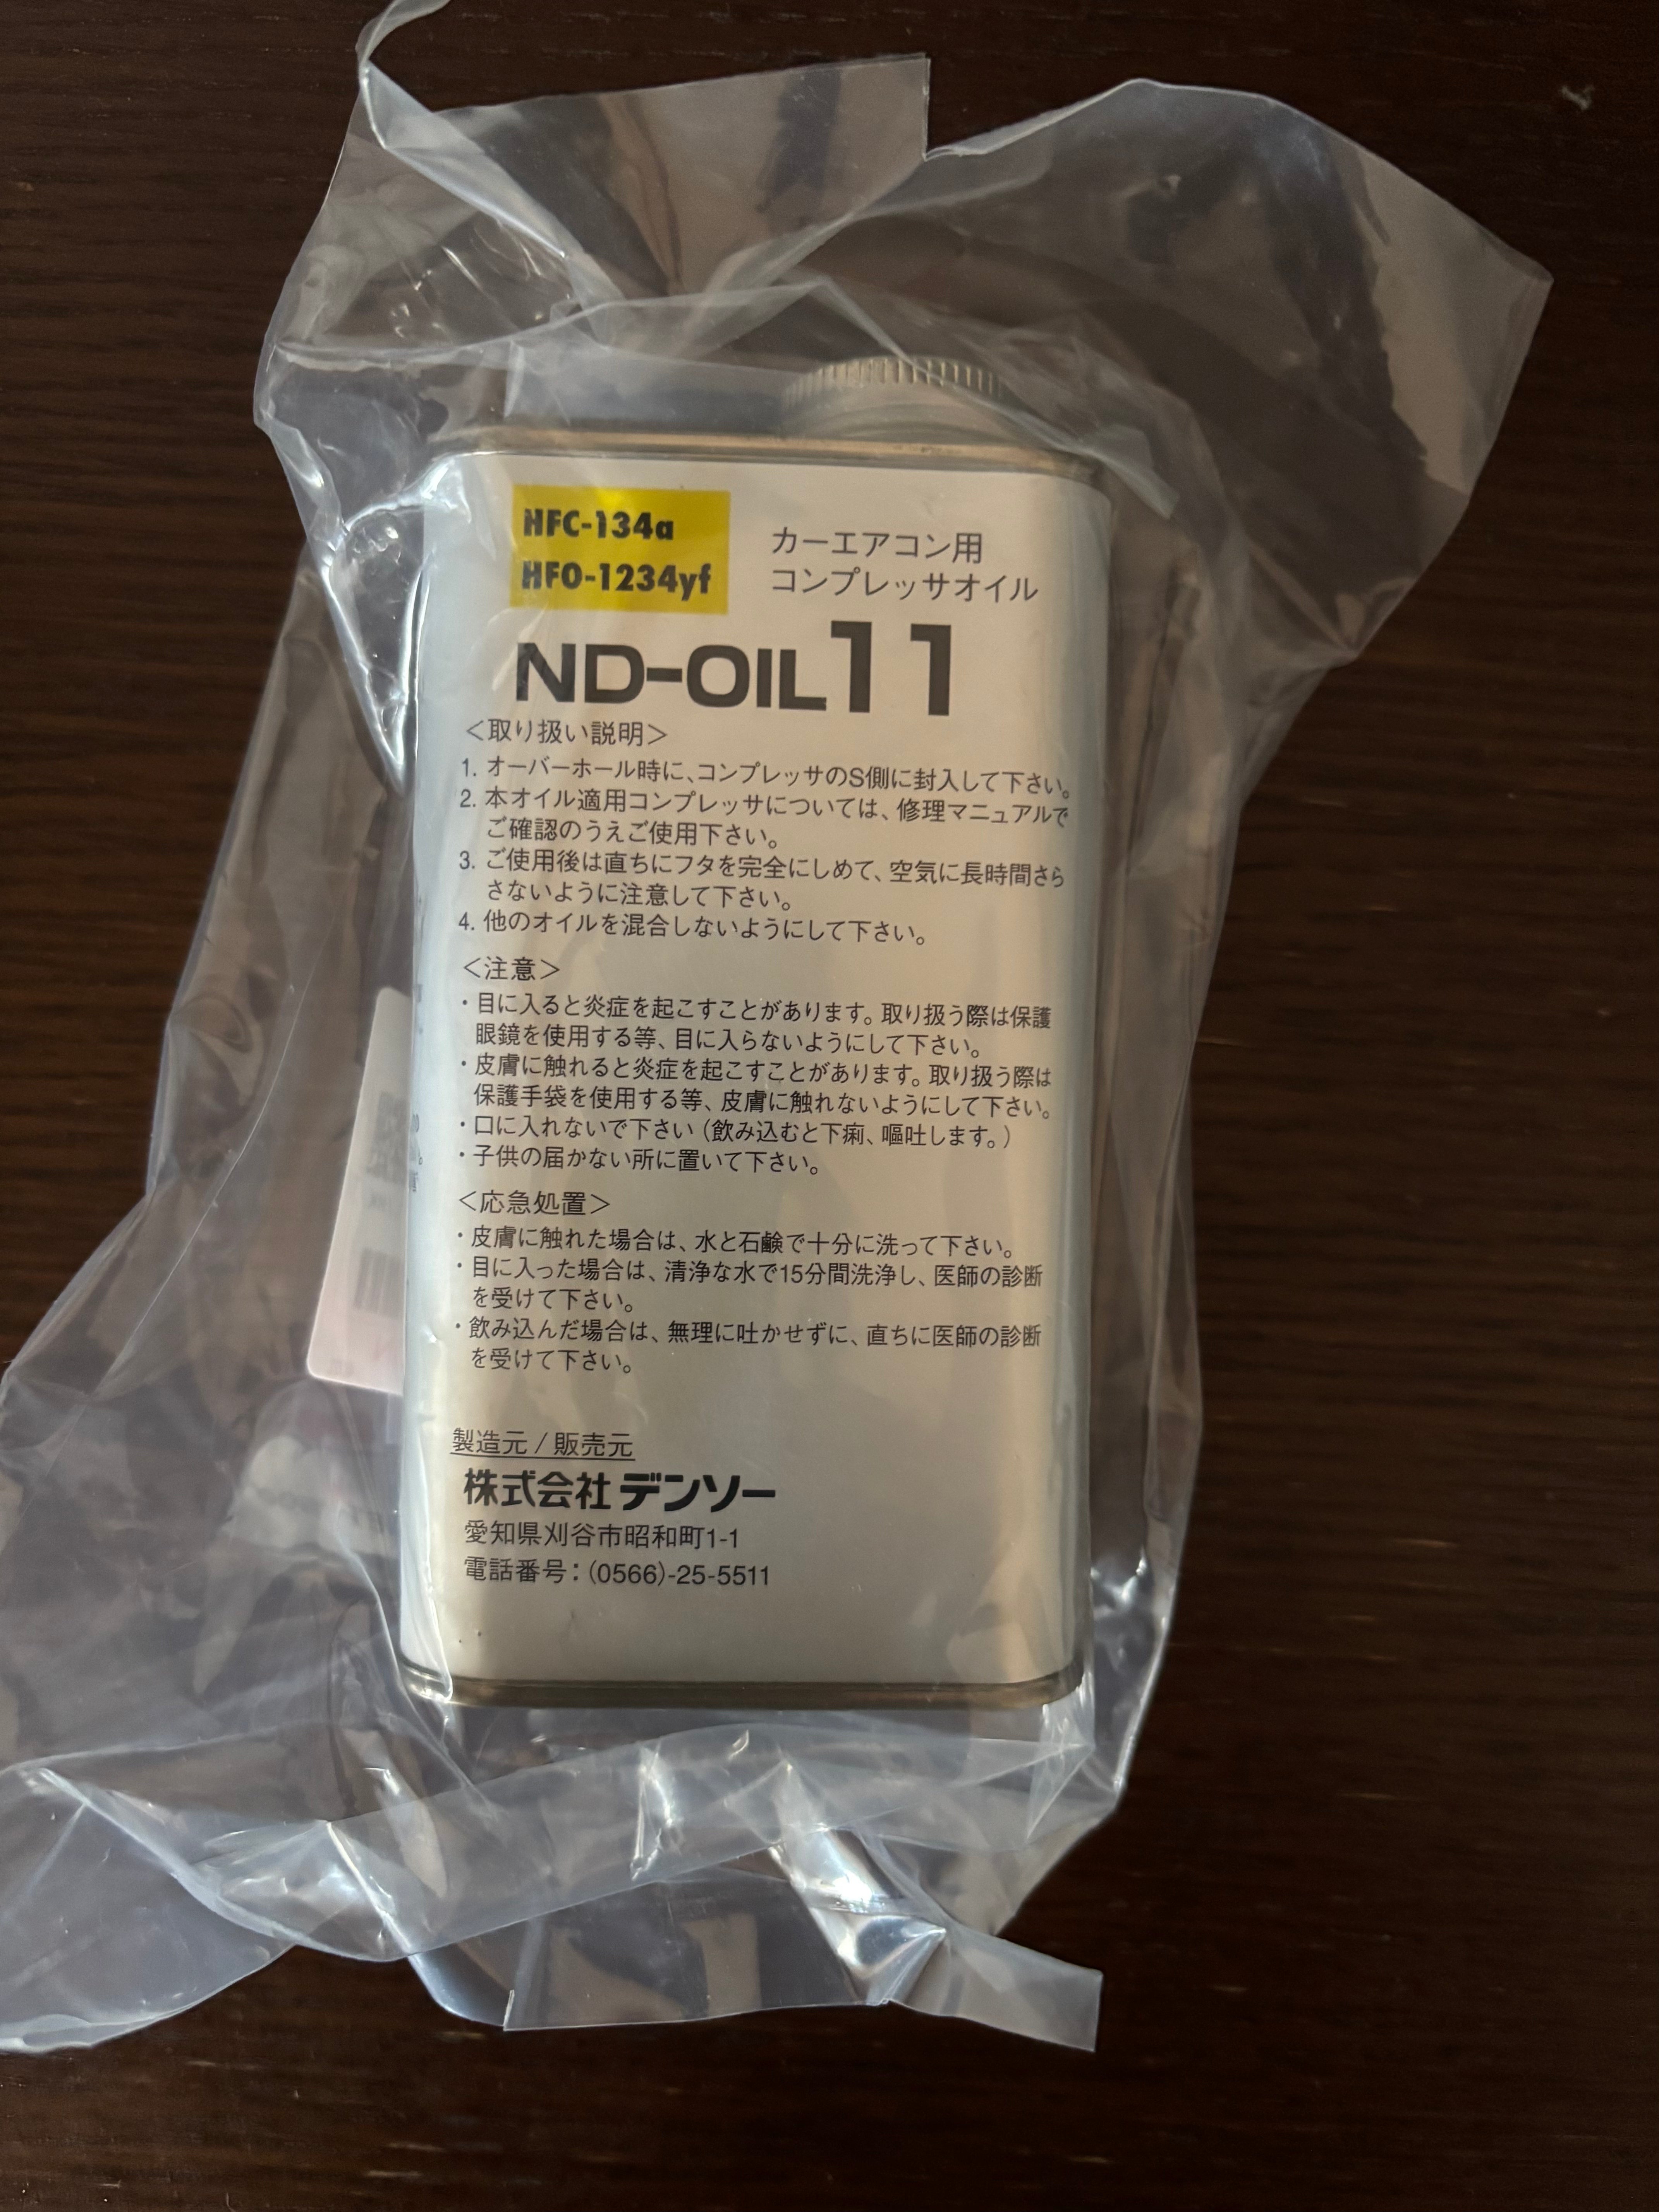 HFC-134a
HFO-1234yf
カーエアコン用
コンプレッサオイル
ND-OIL11
＜取り扱い説明＞
1. オーバーホール時に、コンプレッサのS側に封入して下さい。
2. 本オイル適用コンプレッサについては、修理マニュアルで
ご確認のうえご使用下さい。
3. ご使用後は直ちにフタを完全にしめて、空気に長時間さら
さないように注意して下さい。
4. 他のオイルを混合しないようにして下さい。
＜注意＞
・目に入ると炎症を起こすことがあります。取り扱う際は保護
眼鏡を使用する等、目に入らないようにして下さい。
・皮膚に触れると炎症を起こすことがあります。取り扱う際は
保護手袋を使用する等、皮膚に触れないようにして下さい。
・口に入れないで下さい（飲み込むと下痢、嘔吐します。）
・子供の届かない所に置いて下さい。
＜応急処置＞
・皮膚に触れた場合は、水と石鹸で十分に洗って下さい。
・目に入った場合は、清浄な水で15分間洗浄し、医師の診断
を受けて下さい。
・飲み込んだ場合は、無理に吐かせずに、直ちに医師の診断
を受けて下さい。
製造元 / 販売元
株式会社 デンソー
愛知県刈谷市昭和町1-1
電話番号：(0566)-25-5511